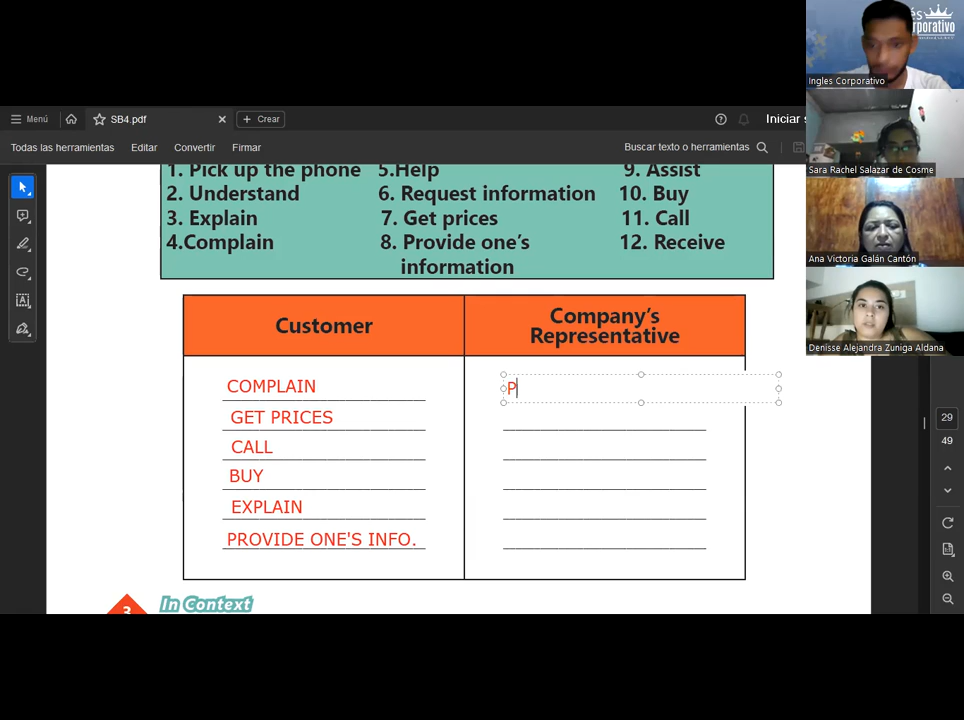 és
rporativo
Ingles Corporativo
Menú
SB4.pdf
Crear
Iniciar s
Todas las herramientas
Editar
Convertir
Firmar
Buscar texto o herramientas
Sara Rachel Salazar de Cosme
1. Pick up the phone
5.Help
9. Assist
2. Understand
6. Request information
10. Buy
3. Explain
7. Get prices
11. Call
4.Complain
8. Provide one's
information
12. Receive
Ana Victoria Galán Cantón
Customer
Company's
Representative
Denisse Alejandra Zuniga Aldana
COMPLAIN
P
GET PRICES
CALL
BUY
EXPLAIN
PROVIDE ONE'S INFO.
29
49
3
In Context